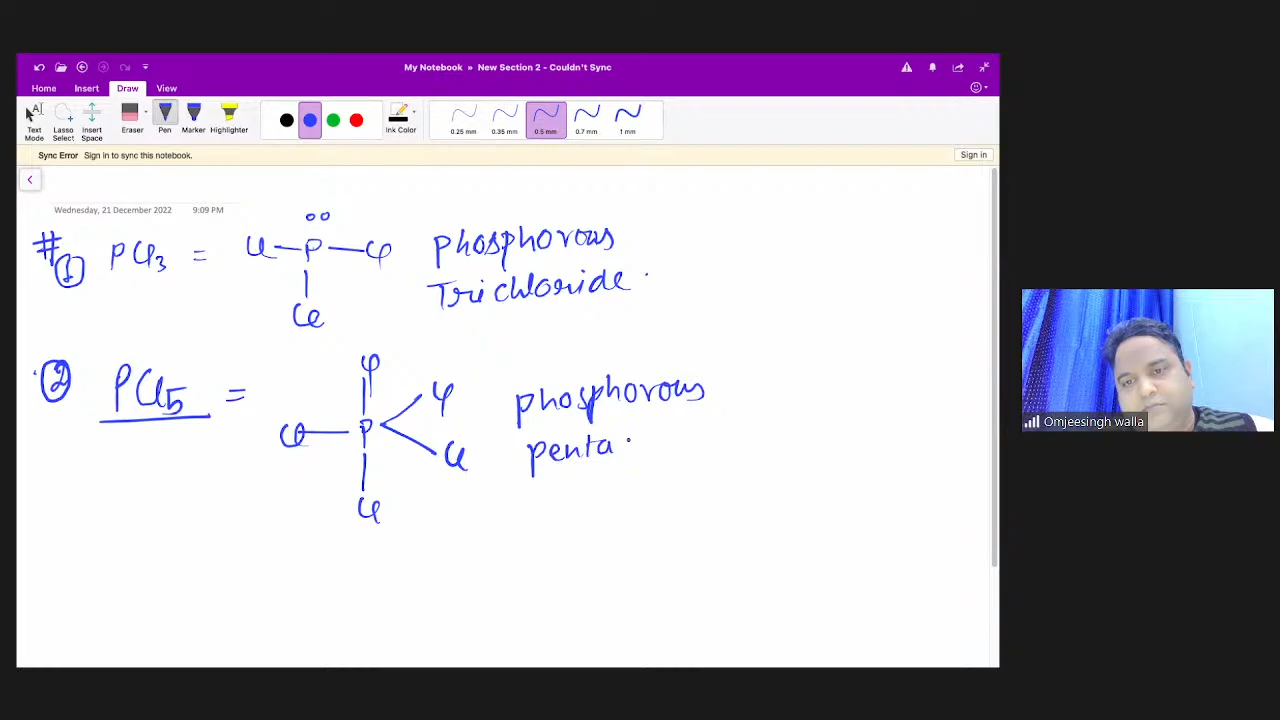 My Notebook » New Section 2 - Couldn't Sync
Home Insert Draw View
Text Mode Lasso Select Insert Space Eraser Pen Marker Highlighter Ink Color 0.25 mm 0.35 mm 0.5 mm 0.7 mm 1 mm
Sync Error Sign in to sync this notebook. Sign in
Wednesday, 21 December 2022 9:09 PM
# ① PCl3 = Cl P Cl Cl phosphorous
Trichloride .
② PCl5 = Cl Cl P Cl Cl Cl phosphorous
penta
Omjeesingh walla